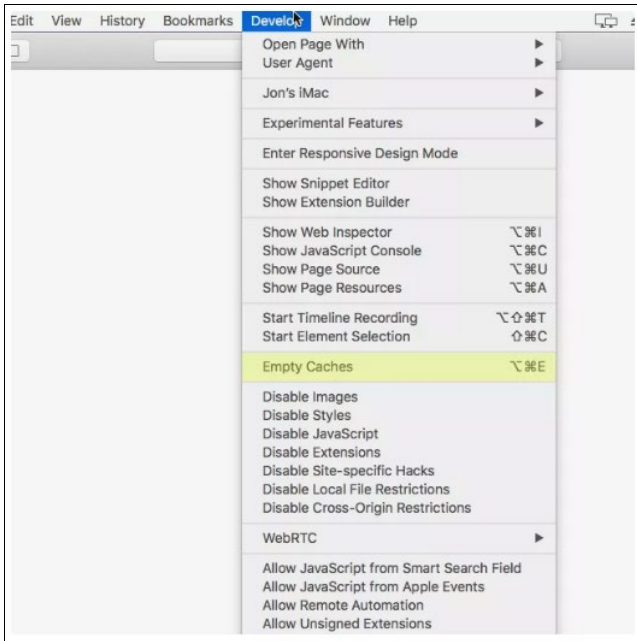 Edit View History Bookmarks Develop Window Help
Open Page With ▶
User Agent ▶
Jon's iMac ▶
Experimental Features ▶
Enter Responsive Design Mode
Show Snippet Editor
Show Extension Builder
Show Web Inspector ⌥⌘I
Show JavaScript Console ⌥⌘C
Show Page Source ⌥⌘U
Show Page Resources ⌥⌘A
Start Timeline Recording ⌥⇧⌘T
Start Element Selection ⇧⌘C
Empty Caches ⌥⌘E
Disable Images
Disable Styles
Disable JavaScript
Disable Extensions
Disable Site-specific Hacks
Disable Local File Restrictions
Disable Cross-Origin Restrictions
WebRTC ▶
Allow JavaScript from Smart Search Field
Allow JavaScript from Apple Events
Allow Remote Automation
Allow Unsigned Extensions